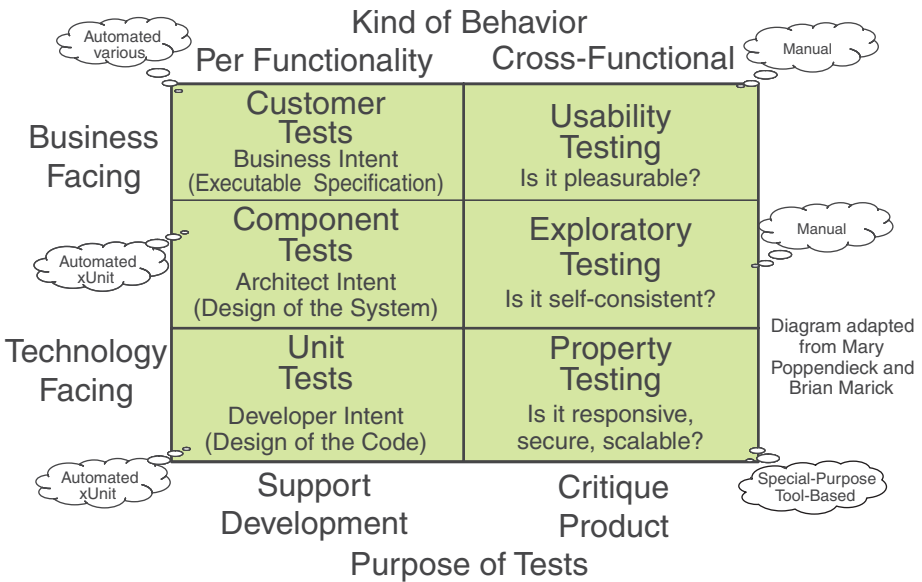 Kind of Behavior
Automated
various
Per Functionality
Cross-Functional
Manual
Business
Facing
Customer
Tests
Business Intent
(Executable Specification)
Usability
Testing
Is it pleasurable?
Automated
xUnit
Component
Tests
Architect Intent
(Design of the System)
Exploratory
Testing
Is it self-consistent?
Manual
Technology
Facing
Unit
Tests
Developer Intent
(Design of the Code)
Property
Testing
Is it responsive,
secure, scalable?
Diagram adapted
from Mary
Poppendieck and
Brian Marick
Automated
xUnit
Support
Development
Critique
Product
Special-Purpose
Tool-Based
Purpose of Tests